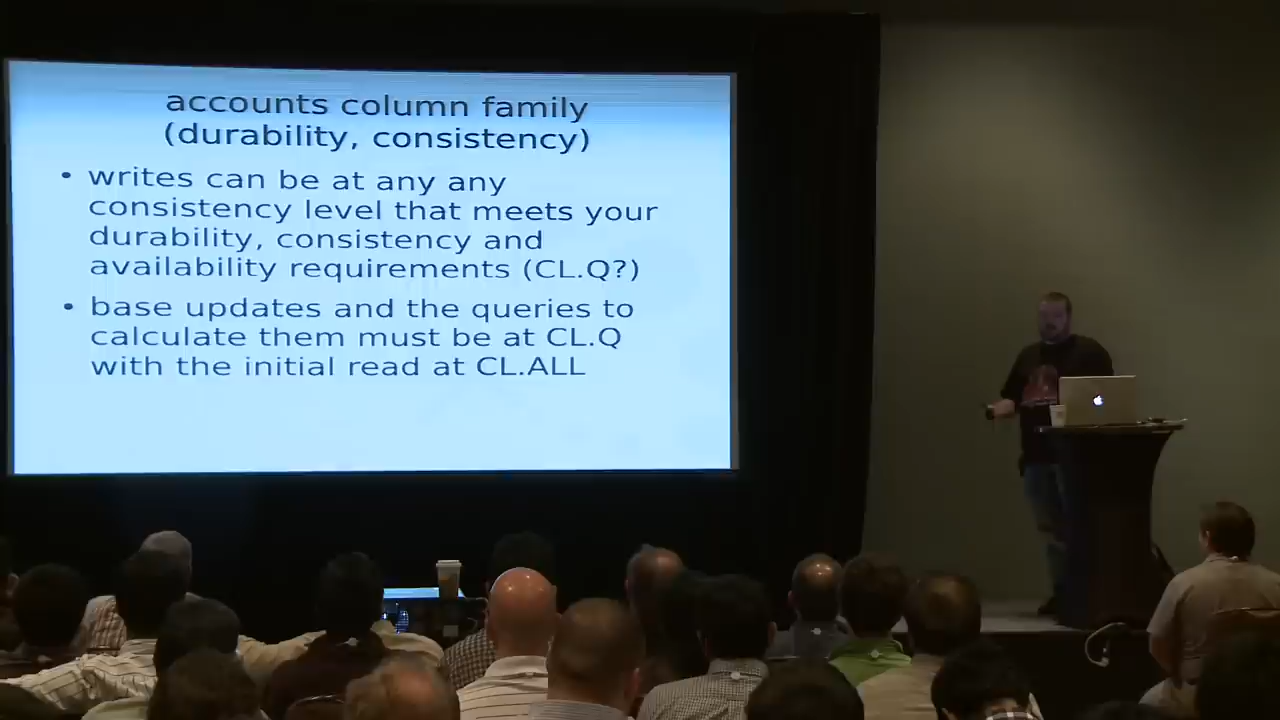 accounts column family
(durability, consistency)
• writes can be at any any
consistency level that meets your
durability, consistency and
availability requirements (CL.Q?)
• base updates and the queries to
calculate them must be at CL.Q
with the initial read at CL.ALL